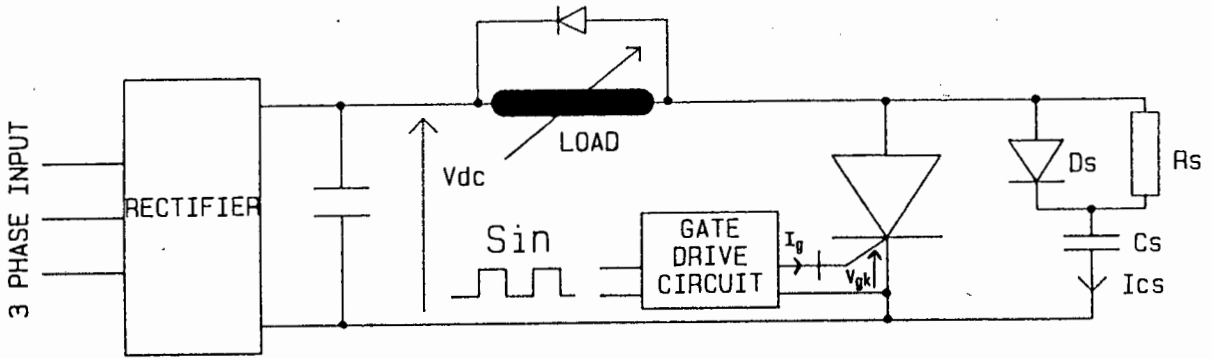 3 PHASE INPUT
RECTIFIER
Vdc
LOAD
Sin
GATE
DRIVE
CIRCUIT
Ig
Vgk
Ds
Rs
Cs
Ics